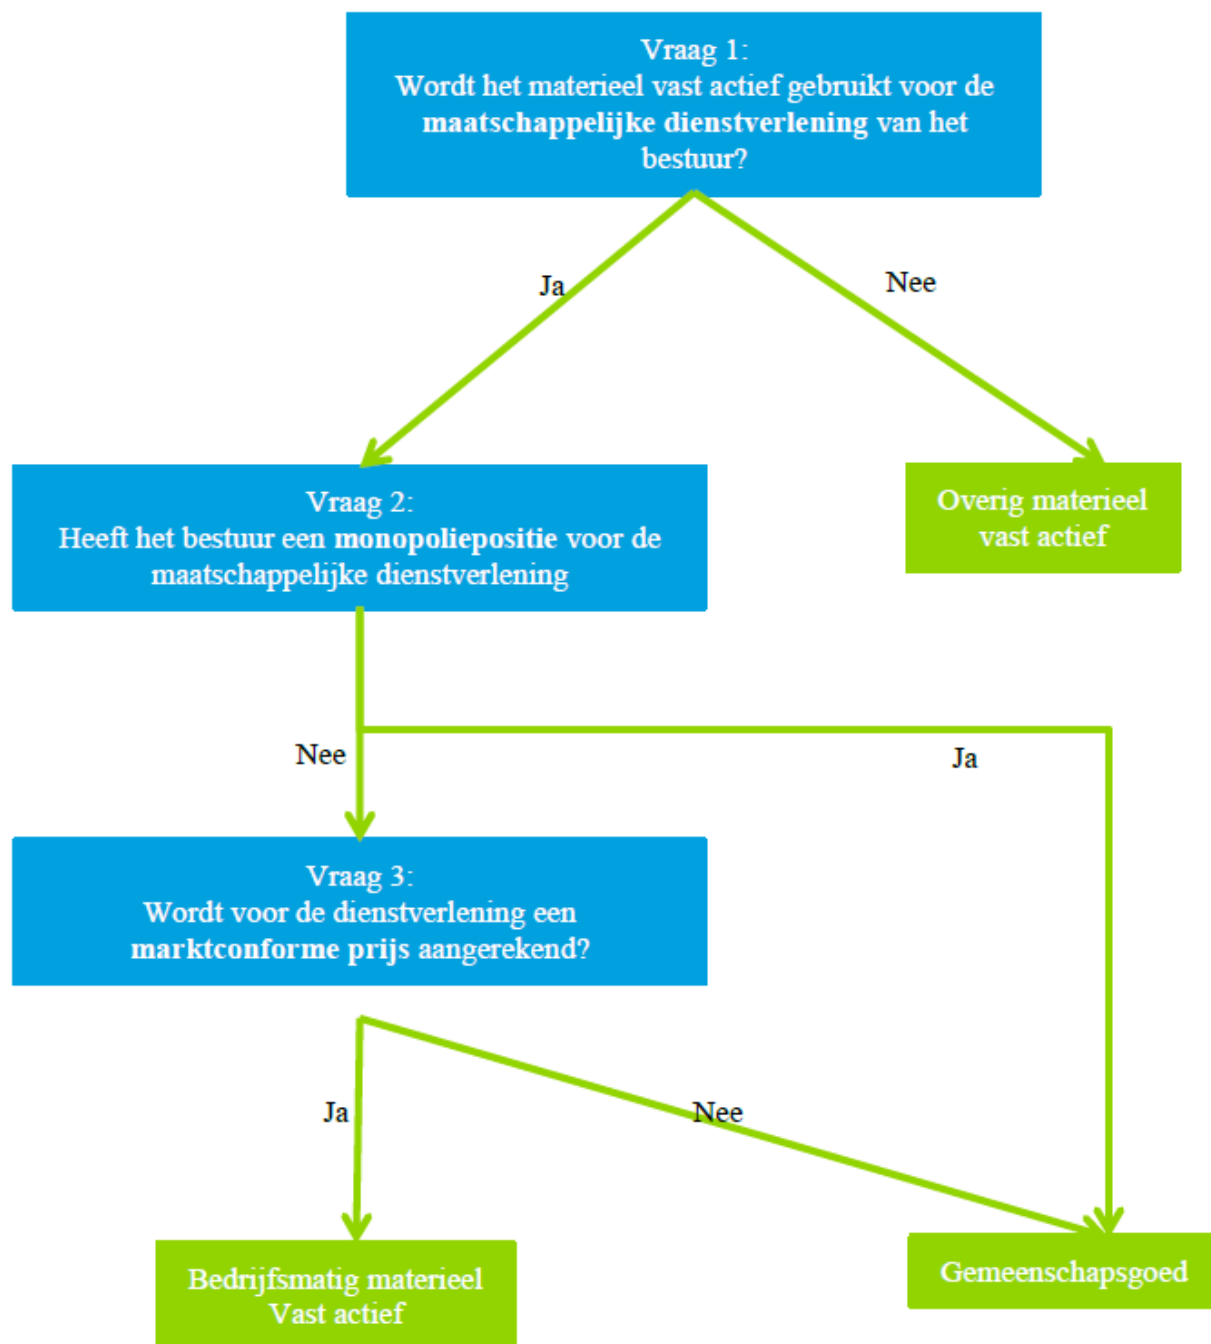 Vraag 1:
Wordt het materieel vast actief gebruikt voor de
maatschappelijke dienstverlening van het
bestuur?
Ja
Nee
Vraag 2:
Heeft het bestuur een monopoliepositie voor de
maatschappelijke dienstverlening
Overig materieel
vast actief
Nee
Ja
Vraag 3:
Wordt voor de dienstverlening een
marktconforme prijs aangerekend?
Ja
Nee
Bedrijfsmatig materieel
Vast actief
Gemeenschapsgoed